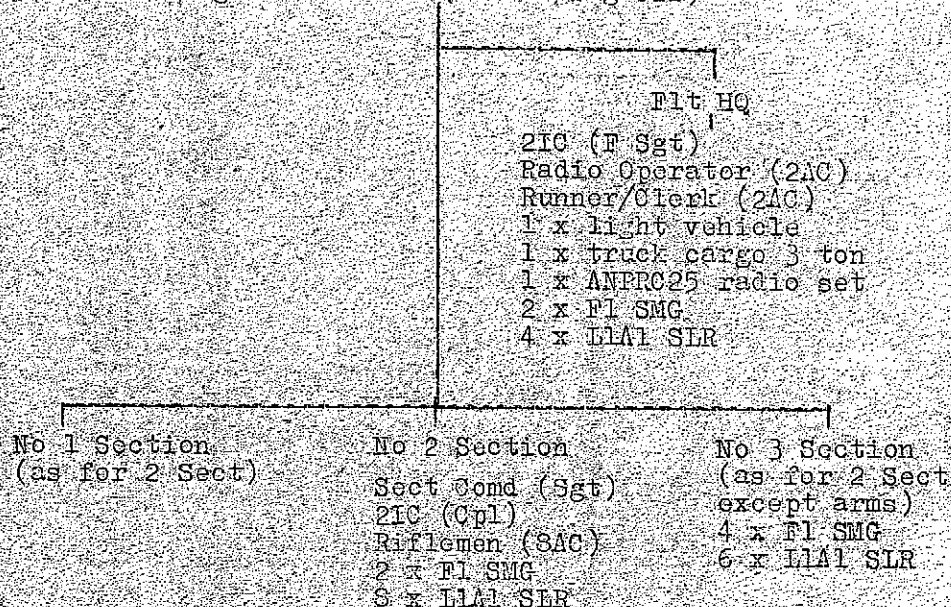 Flt HQ
2IC (F Sgt)
Radio Operator (2AC)
Runner/Clerk (2AC)
1 x light vehicle
1 x truck cargo 3 ton
1 x ANPRC25 radio set
2 x F1 SMG
4 x L1A1 SLR
No 1 Section
(as for 2 Sect)
No 2 Section
Sect Comd (Sgt)
2IC (Cpl)
Riflemen (8AC)
2 x F1 SMG
8 x L1A1 SLR
No 3 Section
(as for 2 Sect
except arms)
4 x F1 SMG
6 x L1A1 SLR